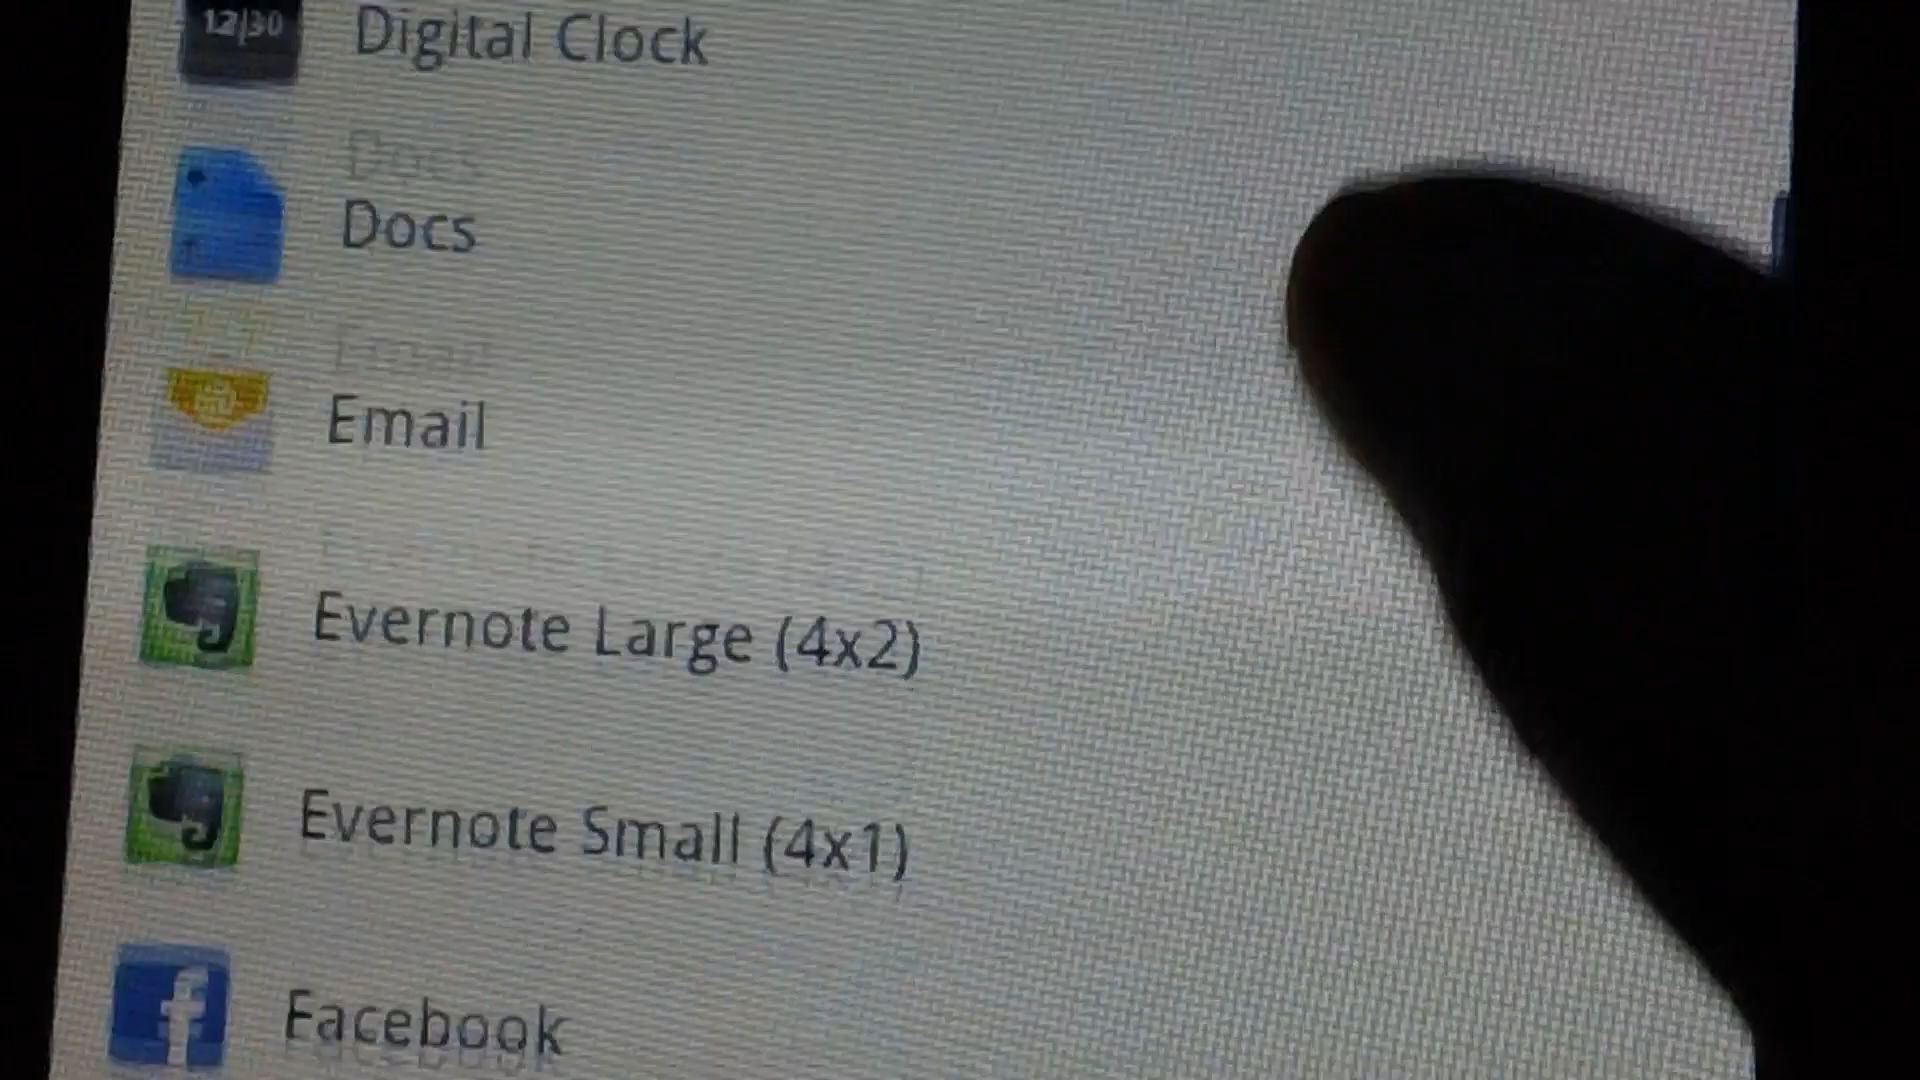 12|30
Digital Clock
Docs
Email
Evernote Large (4x2)
Evernote Small (4x1)
Facebook